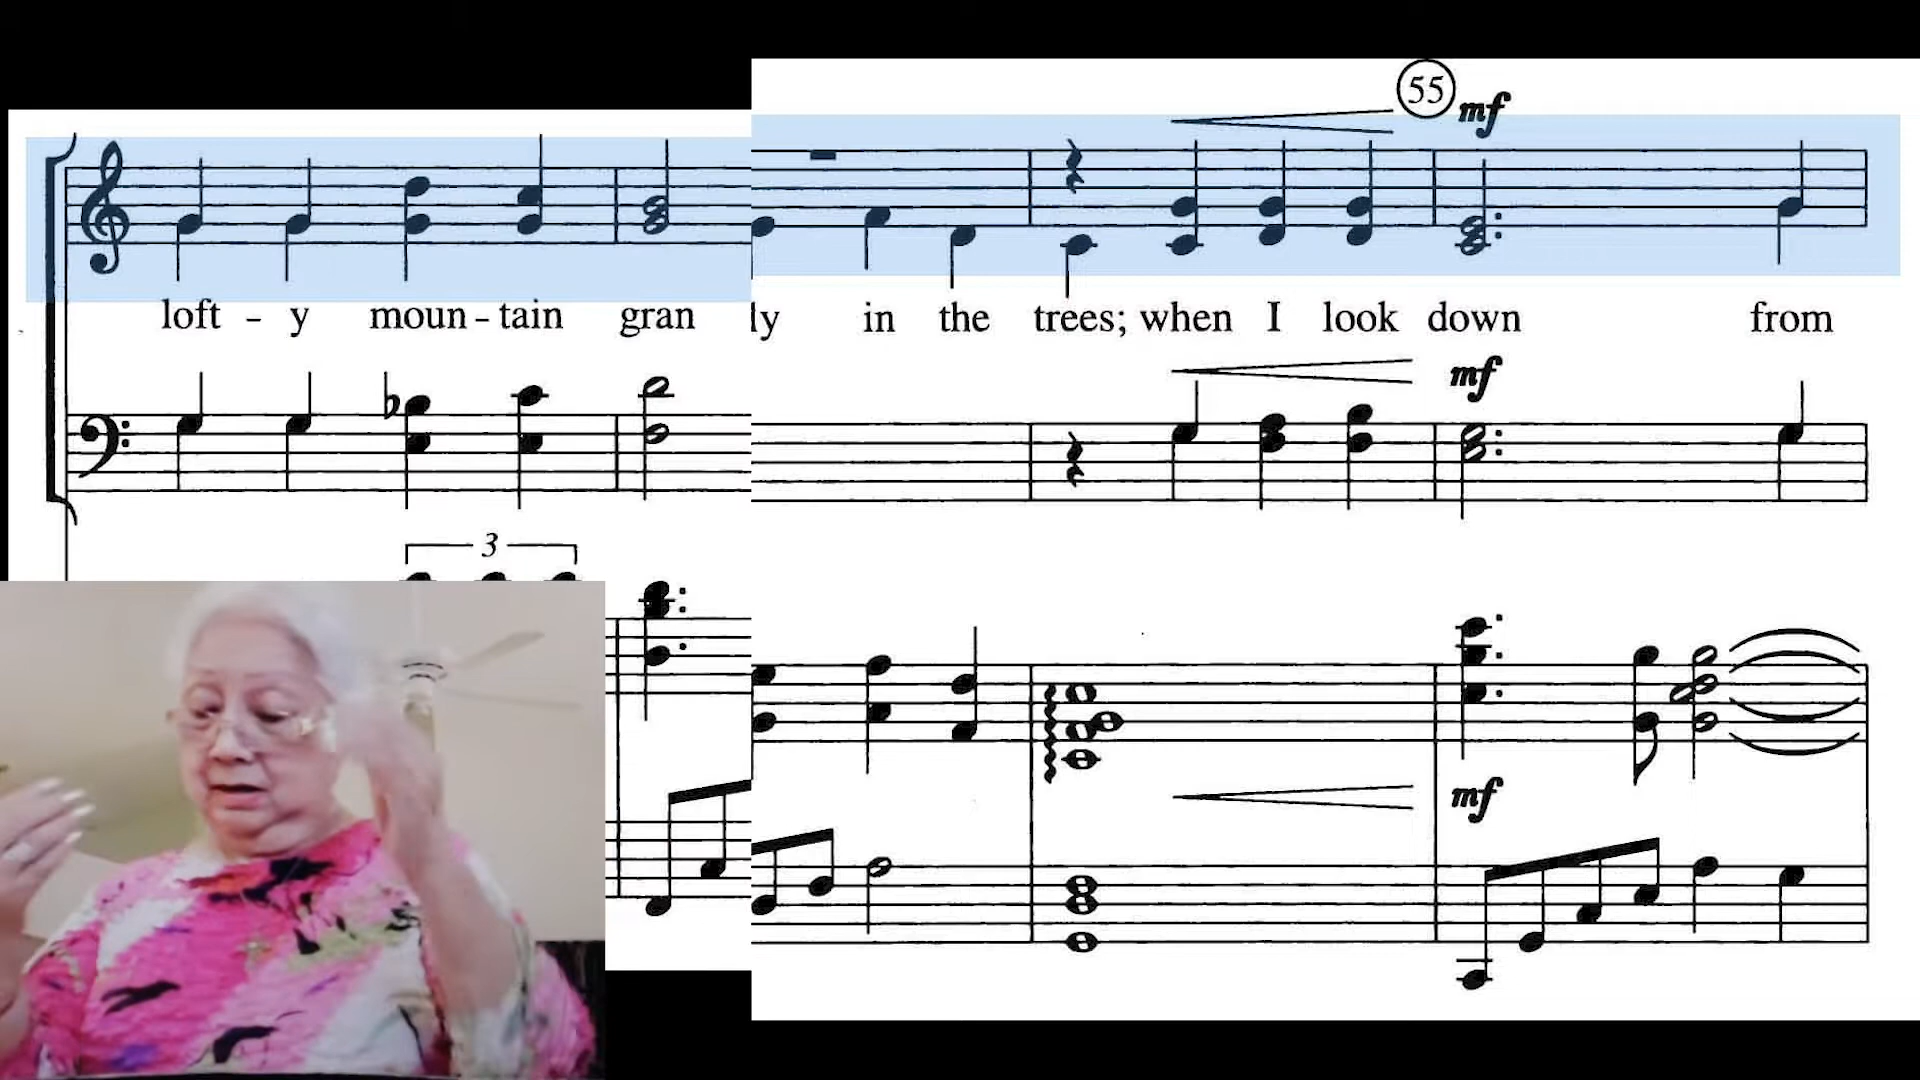 55 mf
loft - y moun - tain gran ly in the trees; when I look down from
mf
3
mf